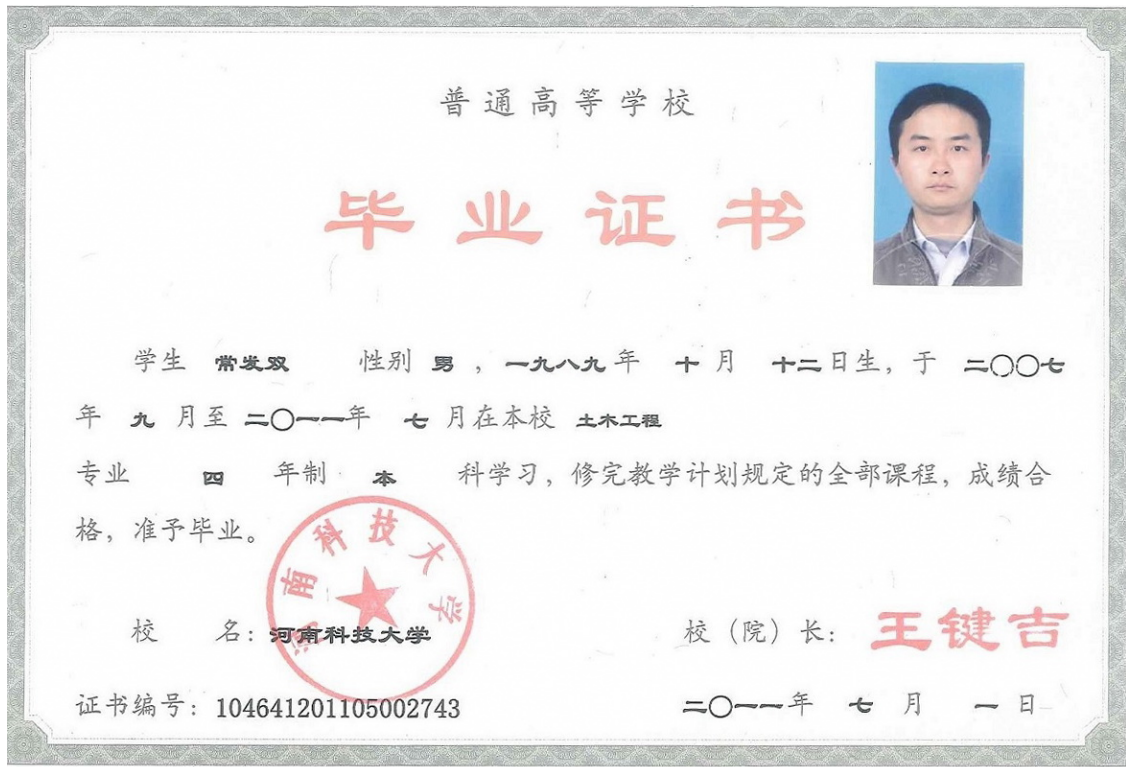 普通高等学校
毕业证书
学生 常发双 性别 男 ，一九八九年 十月 十二日生，于 二〇〇七
年 九 月至 二〇一一年 七 月在本校 土木工程
专业 四 年制 本 科学习，修完教学计划规定的全部课程，成绩合
格，准予毕业。
河南科技大学
校 名：河南科技大学 校（院）长：王键吉
证书编号：104641201105002743 二〇一一年 七 月 一 日